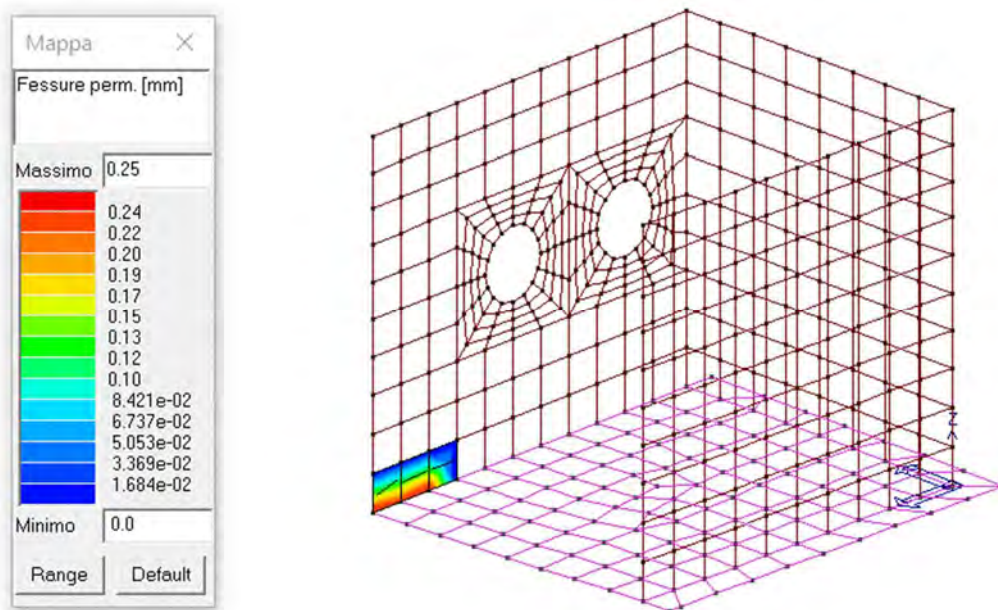 Mappa
Fessure perm. [mm]
Massimo 0.25
0.24
0.22
0.20
0.19
0.17
0.15
0.13
0.12
0.10
8.421e-02
6.737e-02
5.053e-02
3.369e-02
1.684e-02
Minimo 0.0
Range Default
Z